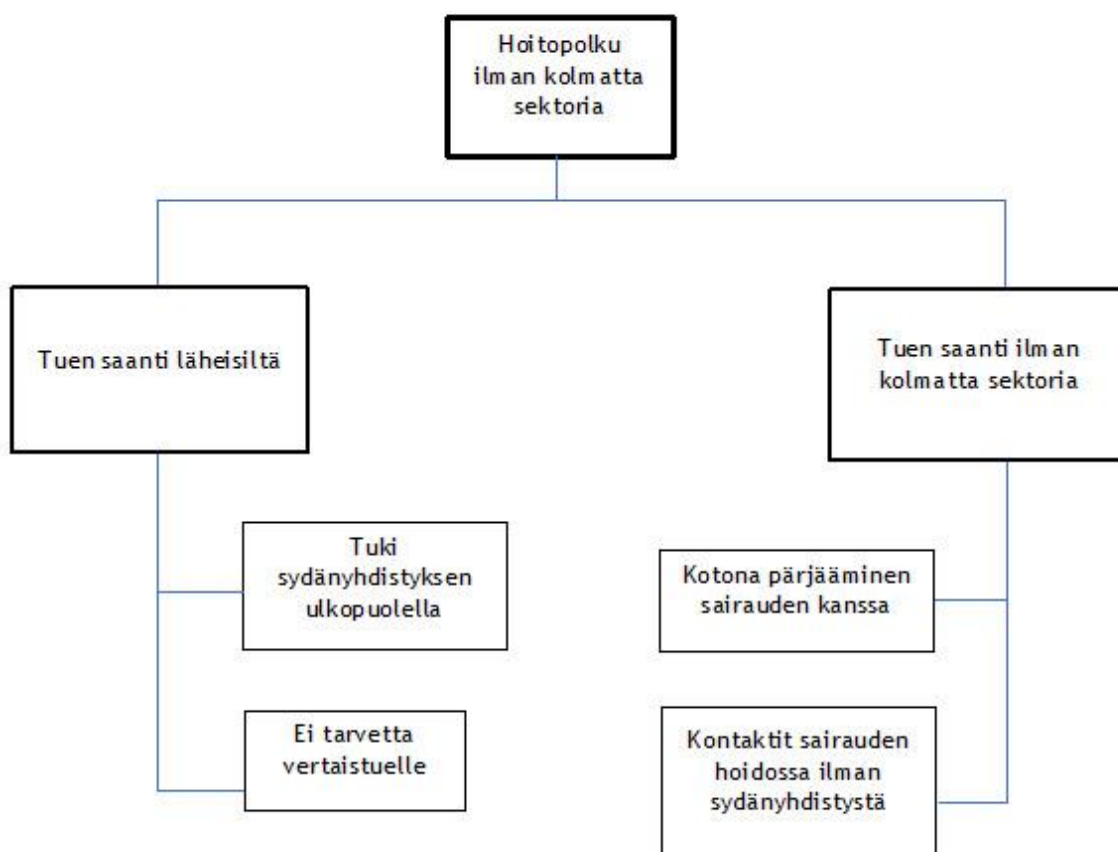 Hoitopolku
ilman kolmatta
sektoria
Tuen saanti läheisiltä
Tuen saanti ilman
kolmatta sektoria
Tuki
sydänyhdistyksen
ulkopuolella
Kotona pärjääminen
sairauden kanssa
Ei tarvetta
vertaistuelle
Kontaktit sairauden
hoidossa ilman
sydänyhdistystä